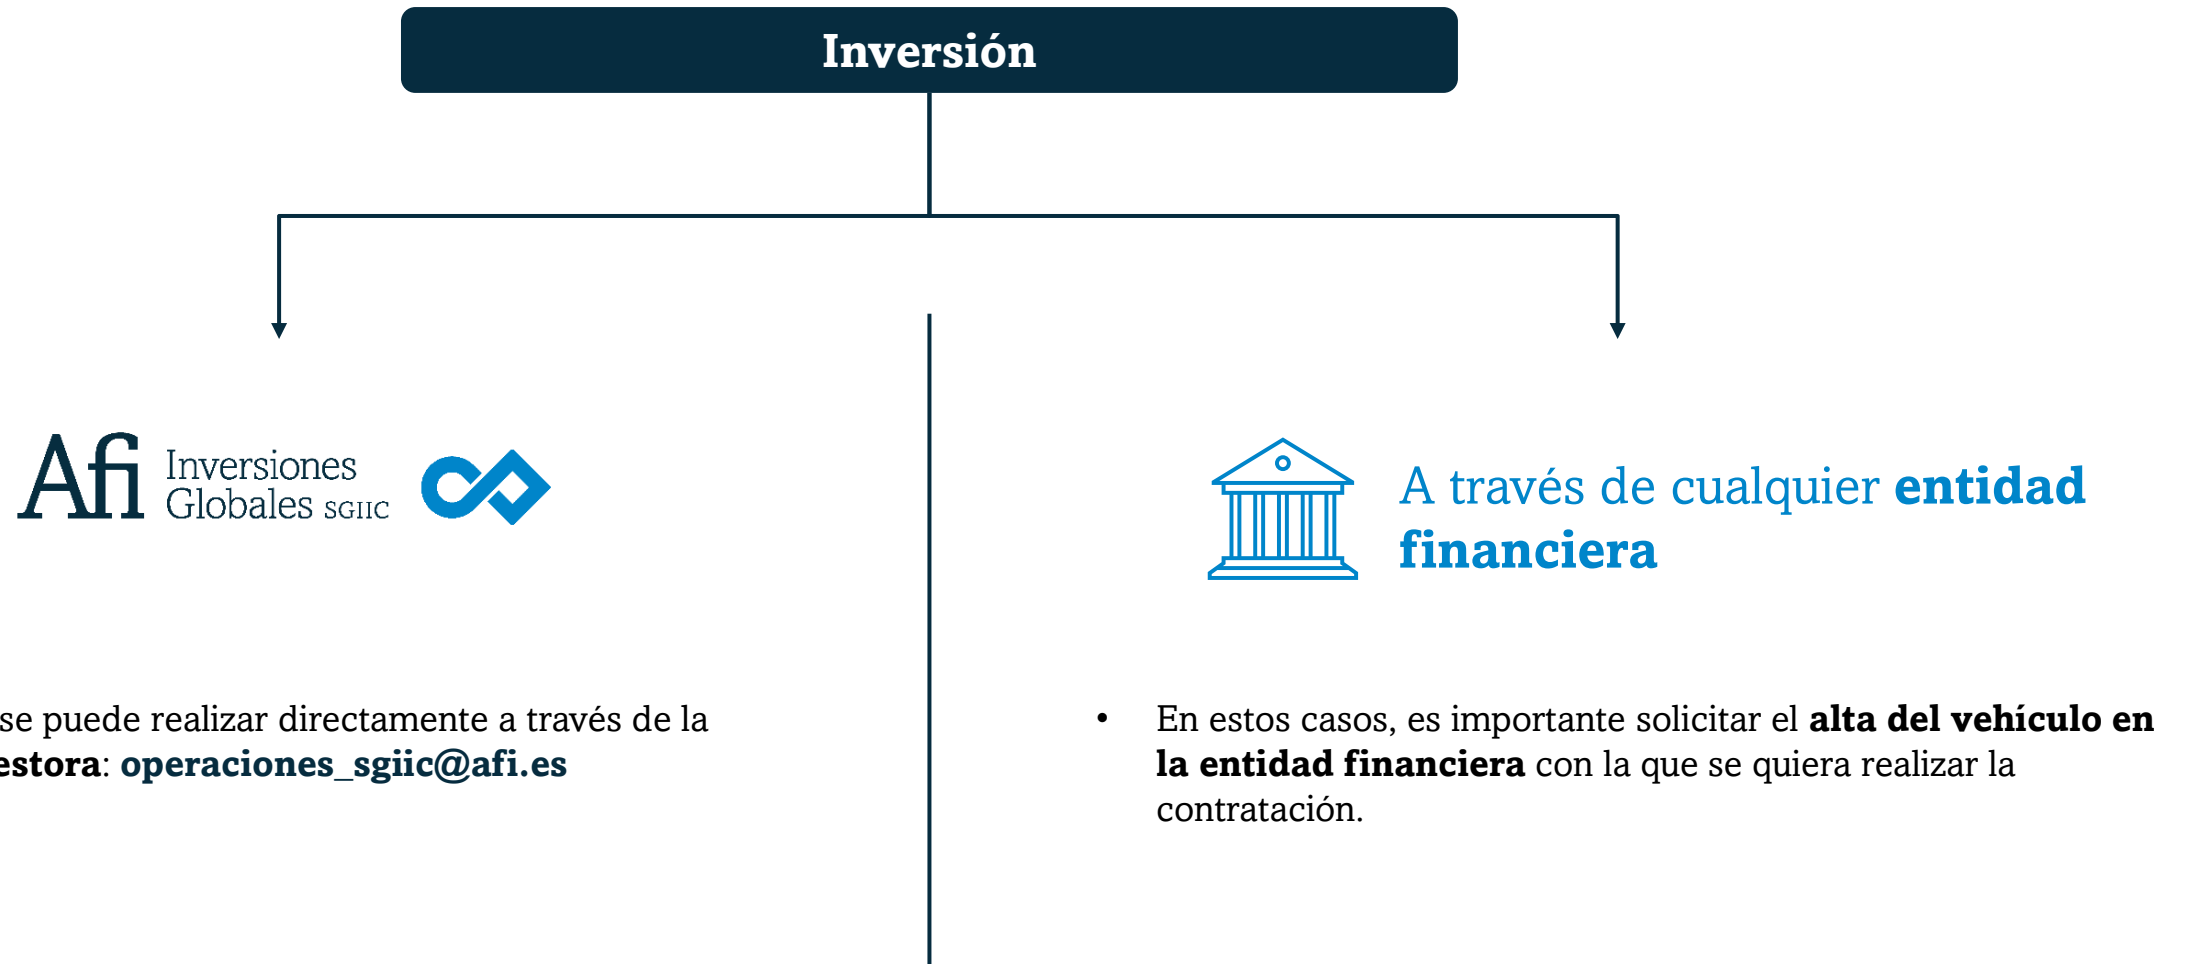 Inversión
Afi Inversiones
Globales SGIIC
se puede realizar directamente a través de la
estora: operaciones_sgiic@afi.es
A través de cualquier entidad
financiera
• En estos casos, es importante solicitar el alta del vehículo en
la entidad financiera con la que se quiera realizar la
contratación.